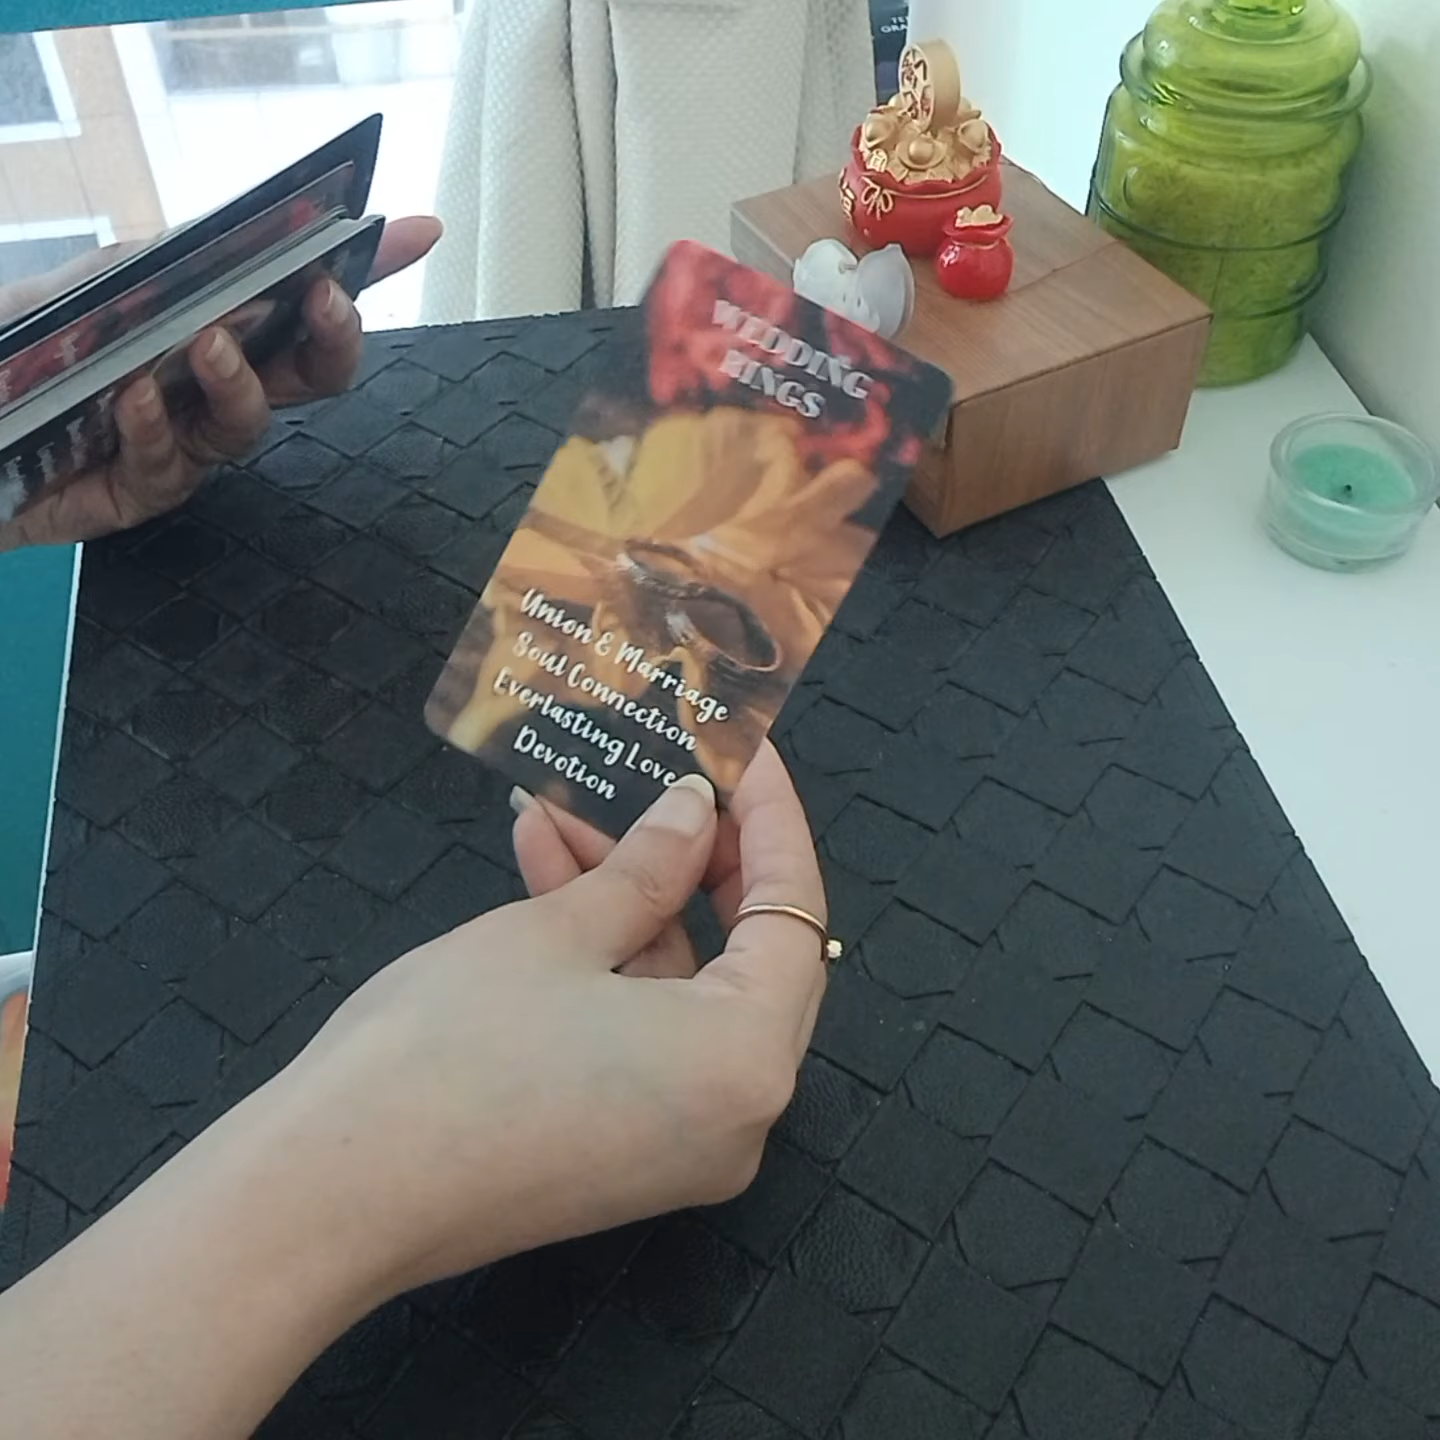 WEDDING
RINGS
Union & Marriage
Soul Connection
Everlasting Love
Devotion